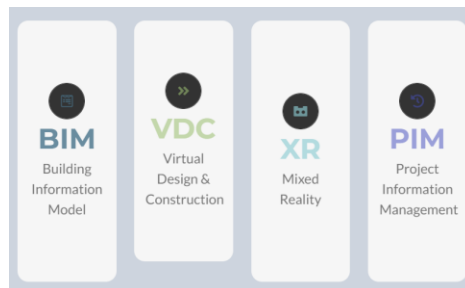 BIM
Building
Information
Model
VDC
Virtual
Design &
Construction
XR
Mixed
Reality
PIM
Project
Information
Management